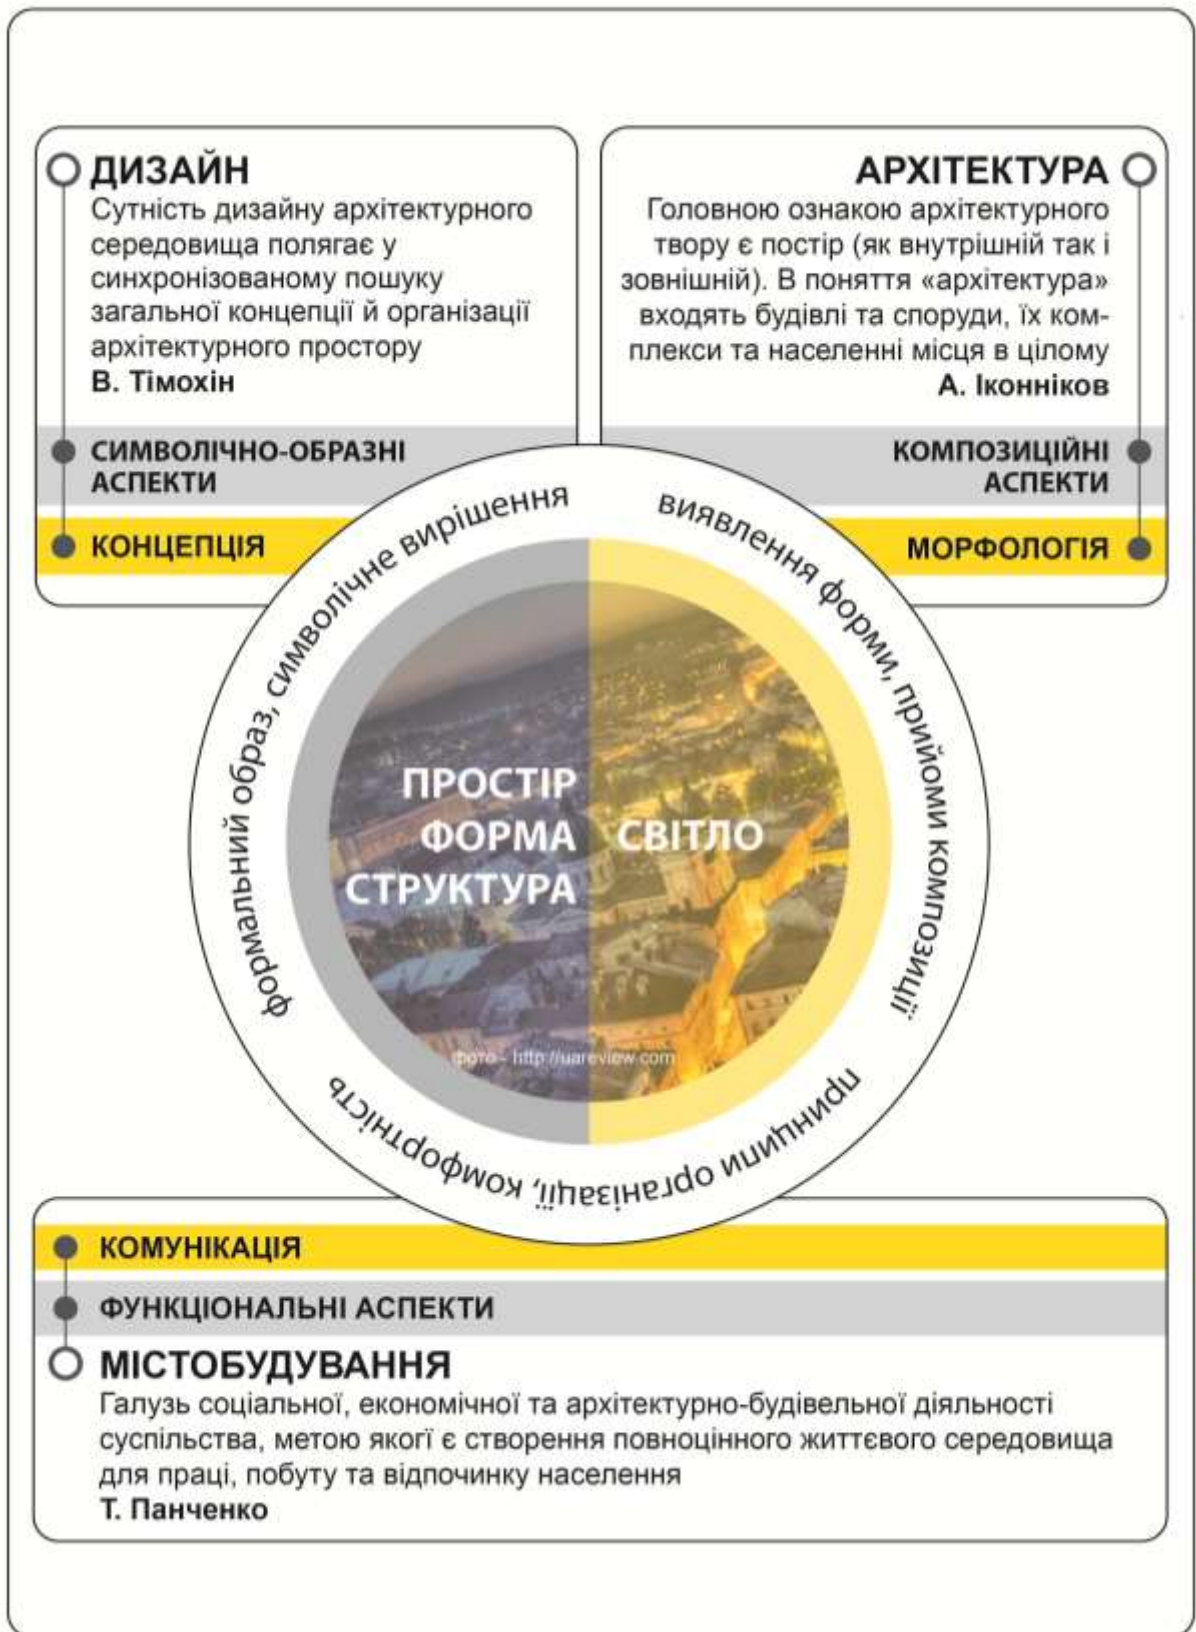 ДИЗАЙН
Сутність дизайну архітектурного
середовища полягає у
синхронізованому пошуку
загальної концепції й організації
архітектурного простору
В. Тімохін
СИМВОЛІЧНО-ОБРАЗНІ
АСПЕКТИ
КОНЦЕПЦІЯ
АРХІТЕКТУРА
Головною ознакою архітектурного
твору є постір (як внутрішній так і
зовнішній). В поняття «архітектура»
входять будівлі та споруди, їх ком-
плекси та населенні місця в цілому
А. Іконніков
КОМПОЗИЦІЙНІ
АСПЕКТИ
МОРФОЛОГІЯ
формальний образ, символічне вирішення
виявлення форми, прийоми композиції
принципи організації, комфортність
ПРОСТІР
ФОРМА
СТРУКТУРА
СВІТЛО
фото - http://uareview.com
КОМУНІКАЦІЯ
ФУНКЦІОНАЛЬНІ АСПЕКТИ
МІСТОБУДУВАННЯ
Галузь соціальної, економічної та архітектурно-будівельної діяльності
суспільства, метою якогї є створення повноцінного життєвого середовища
для праці, побуту та відпочинку населення
Т. Панченко